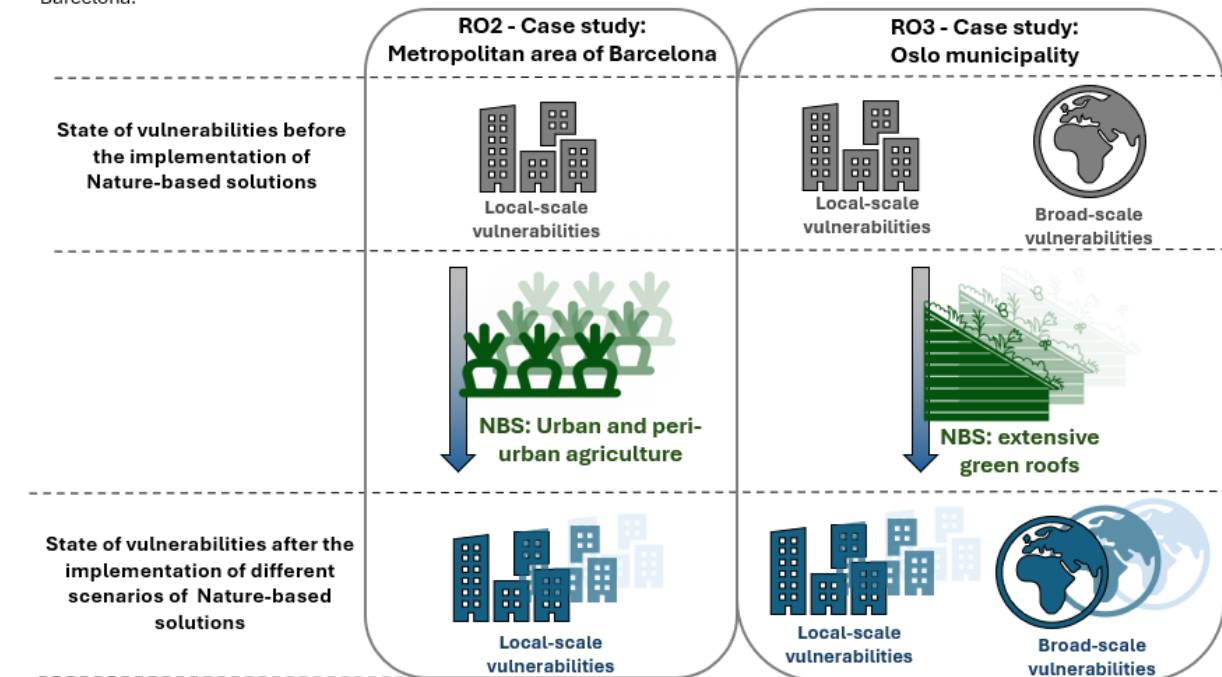 Barcelona.
RO2 - Case study:
Metropolitan area of Barcelona
RO3 - Case study:
Oslo municipality
State of vulnerabilities before
the implementation of
Nature-based solutions
Local-scale
vulnerabilities
Local-scale
vulnerabilities
Broad-scale
vulnerabilities
NBS: Urban and peri-
urban agriculture
NBS: extensive
green roofs
State of vulnerabilities after the
implementation of different
scenarios of Nature-based
solutions
Local-scale
vulnerabilities
Local-scale
vulnerabilities
Broad-scale
vulnerabilities